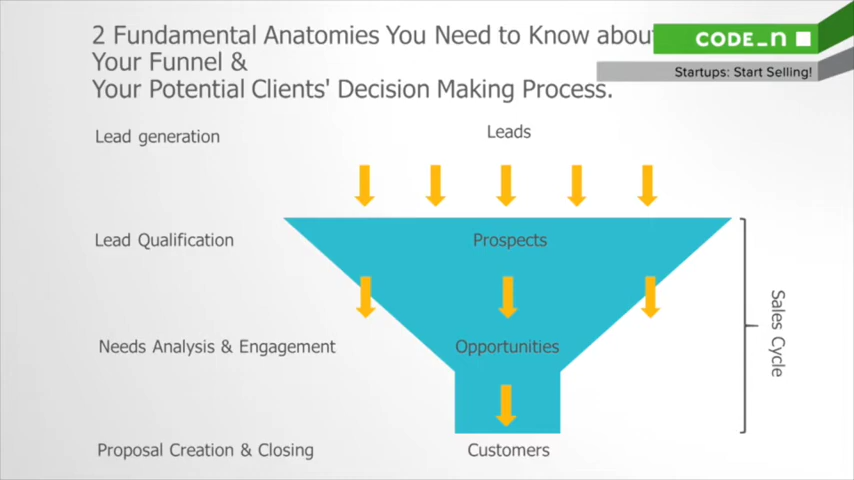 2 Fundamental Anatomies You Need to Know about
Your Funnel &
Your Potential Clients' Decision Making Process.
CODE_n
Startups: Start Selling!
Lead generation
Leads
Lead Qualification
Prospects
Needs Analysis & Engagement
Opportunities
Proposal Creation & Closing
Customers
Sales Cycle